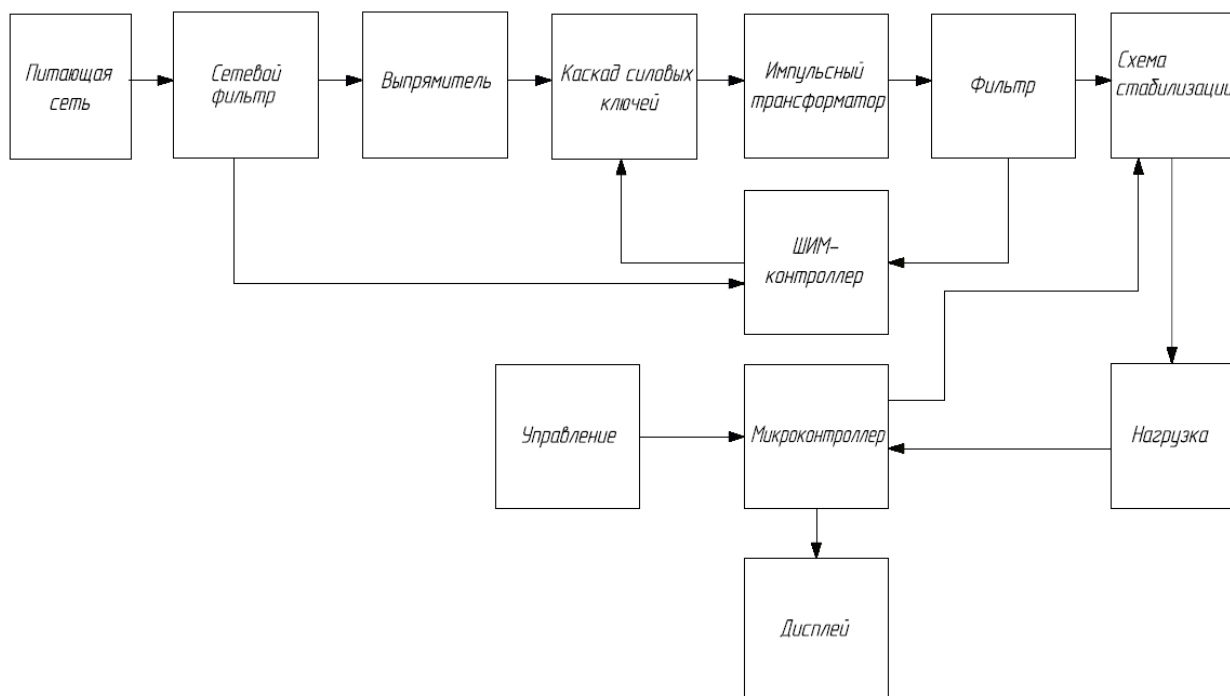 Питающая
сеть
Сетевой
фильтр
Выпрямитель
Каскад силовых
ключей
Импульсный
трансформатор
Фильтр
Схема
стабилизации
ШИМ-
контроллер
Управление
Микроконтроллер
Нагрузка
Дисплей